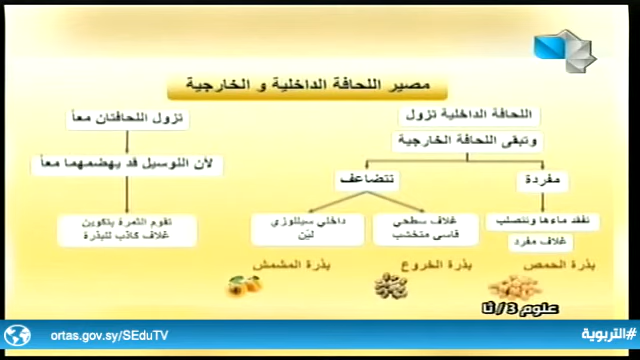 مصير اللحافة الداخلية و الخارجية
اللحافة الداخلية تزول
وتبقى اللحافة الخارجية
مفردة
تفقد ماءها وتتصلب
غلاف مفرد
بذرة الحمص
تتضاعف
غلاف سطحي
قاسي متخشب
بذرة الخروع
داخلي سيللوزي
ليّن
بذرة المشمش
تزول اللحافتان معاً
لأن النوسيل قد يهضمهما معاً
تقوم الثمرة بتكوين
غلاف كاذب للبذرة
علوم 3 / ثا
#التربوية
ortas.gov.sy/SEduTV